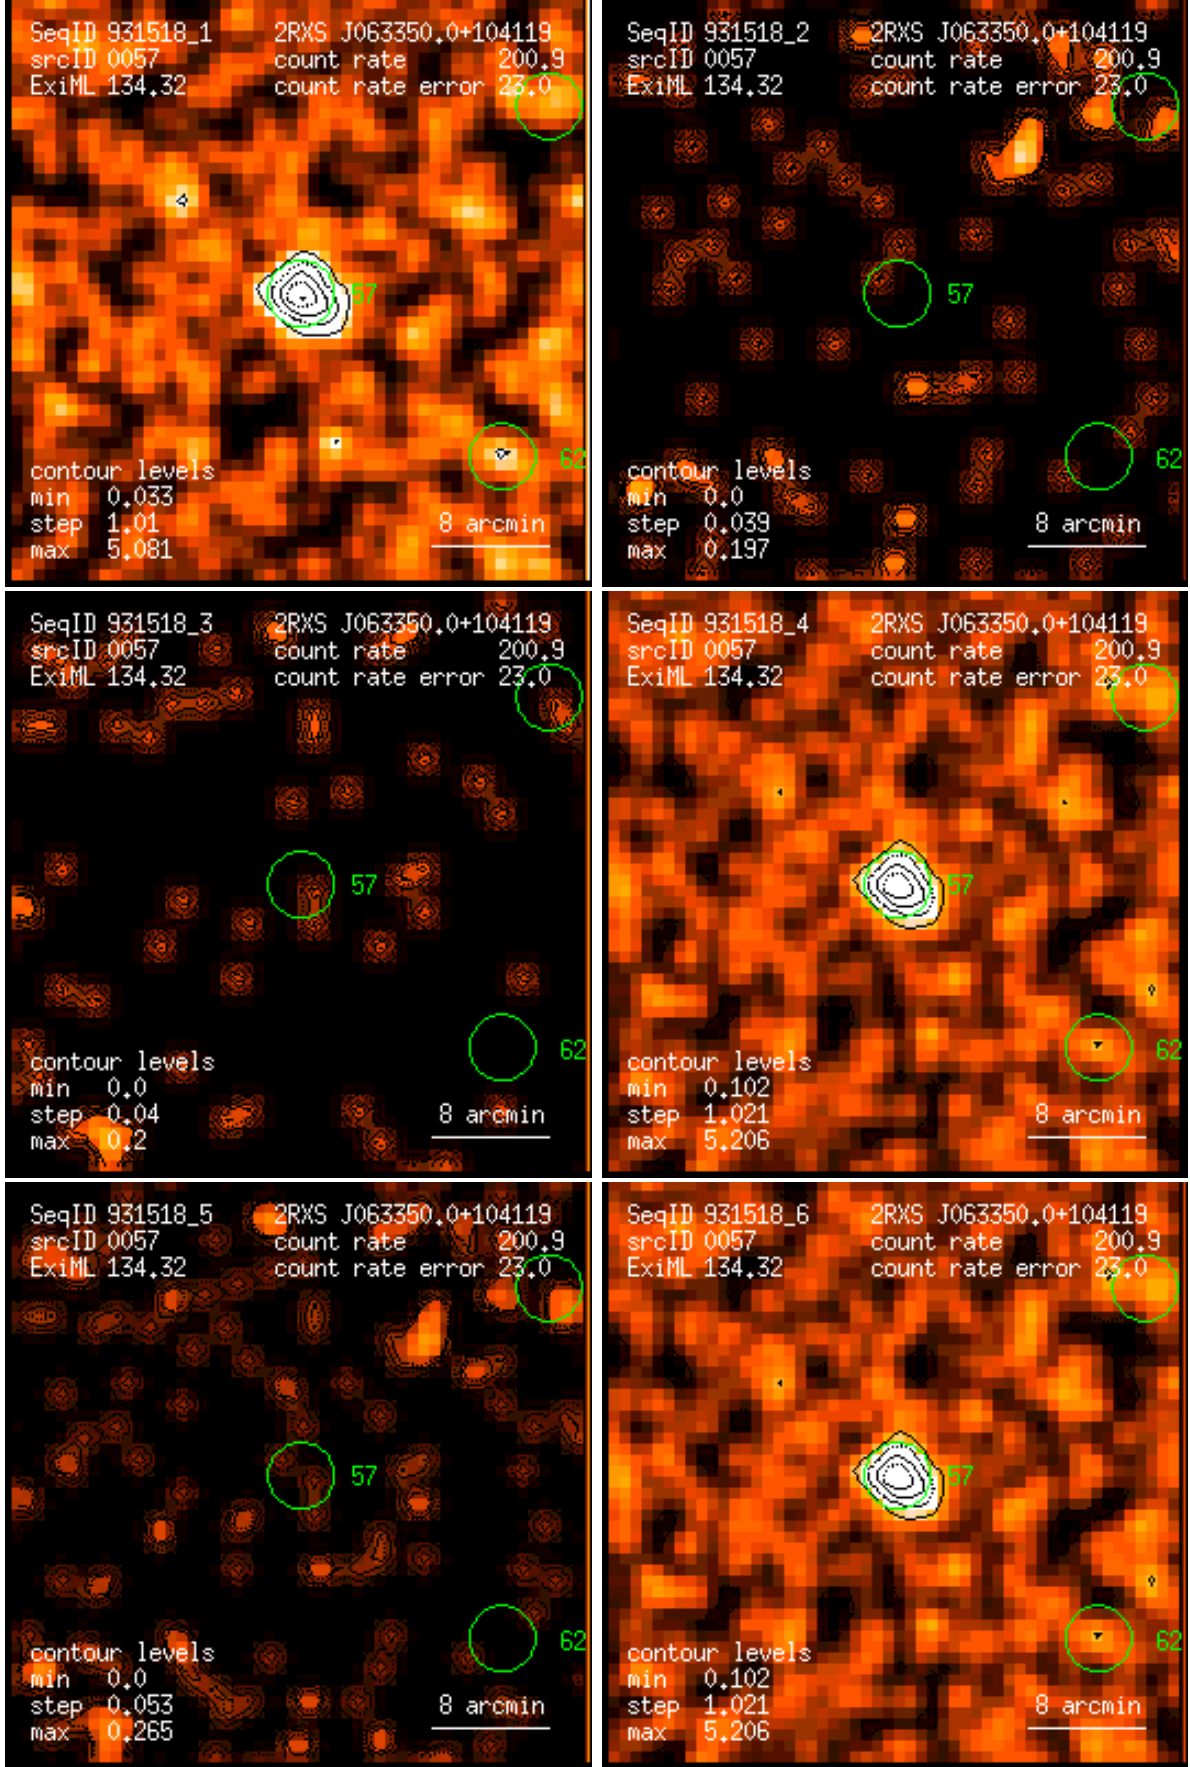 SeqID 931518_1 2RXS J063350.0+104119
srcID 0057 count rate 200.9
ExiML 134.32 count rate error 23.0
57
62
contour levels
min 0.033
step 1.01 8 arcmin
max 5.081
SeqID 931518_2 2RXS J063350.0+104119
srcID 0057 count rate 200.9
ExiML 134.32 count rate error 23.0
57
62
contour levels
min 0.0
step 0.039 8 arcmin
max 0.197
SeqID 931518_3 2RXS J063350.0+104119
srcID 0057 count rate 200.9
ExiML 134.32 count rate error 23.0
57
62
contour levels
min 0.0
step 0.04 8 arcmin
max 0.2
SeqID 931518_4 2RXS J063350.0+104119
srcID 0057 count rate 200.9
ExiML 134.32 count rate error 23.0
57
62
contour levels
min 0.102
step 1.021 8 arcmin
max 5.206
SeqID 931518_5 2RXS J063350.0+104119
srcID 0057 count rate 200.9
ExiML 134.32 count rate error 23.0
57
62
contour levels
min 0.0
step 0.053 8 arcmin
max 0.265
SeqID 931518_6 2RXS J063350.0+104119
srcID 0057 count rate 200.9
ExiML 134.32 count rate error 23.0
57
62
contour levels
min 0.102
step 1.021 8 arcmin
max 5.206